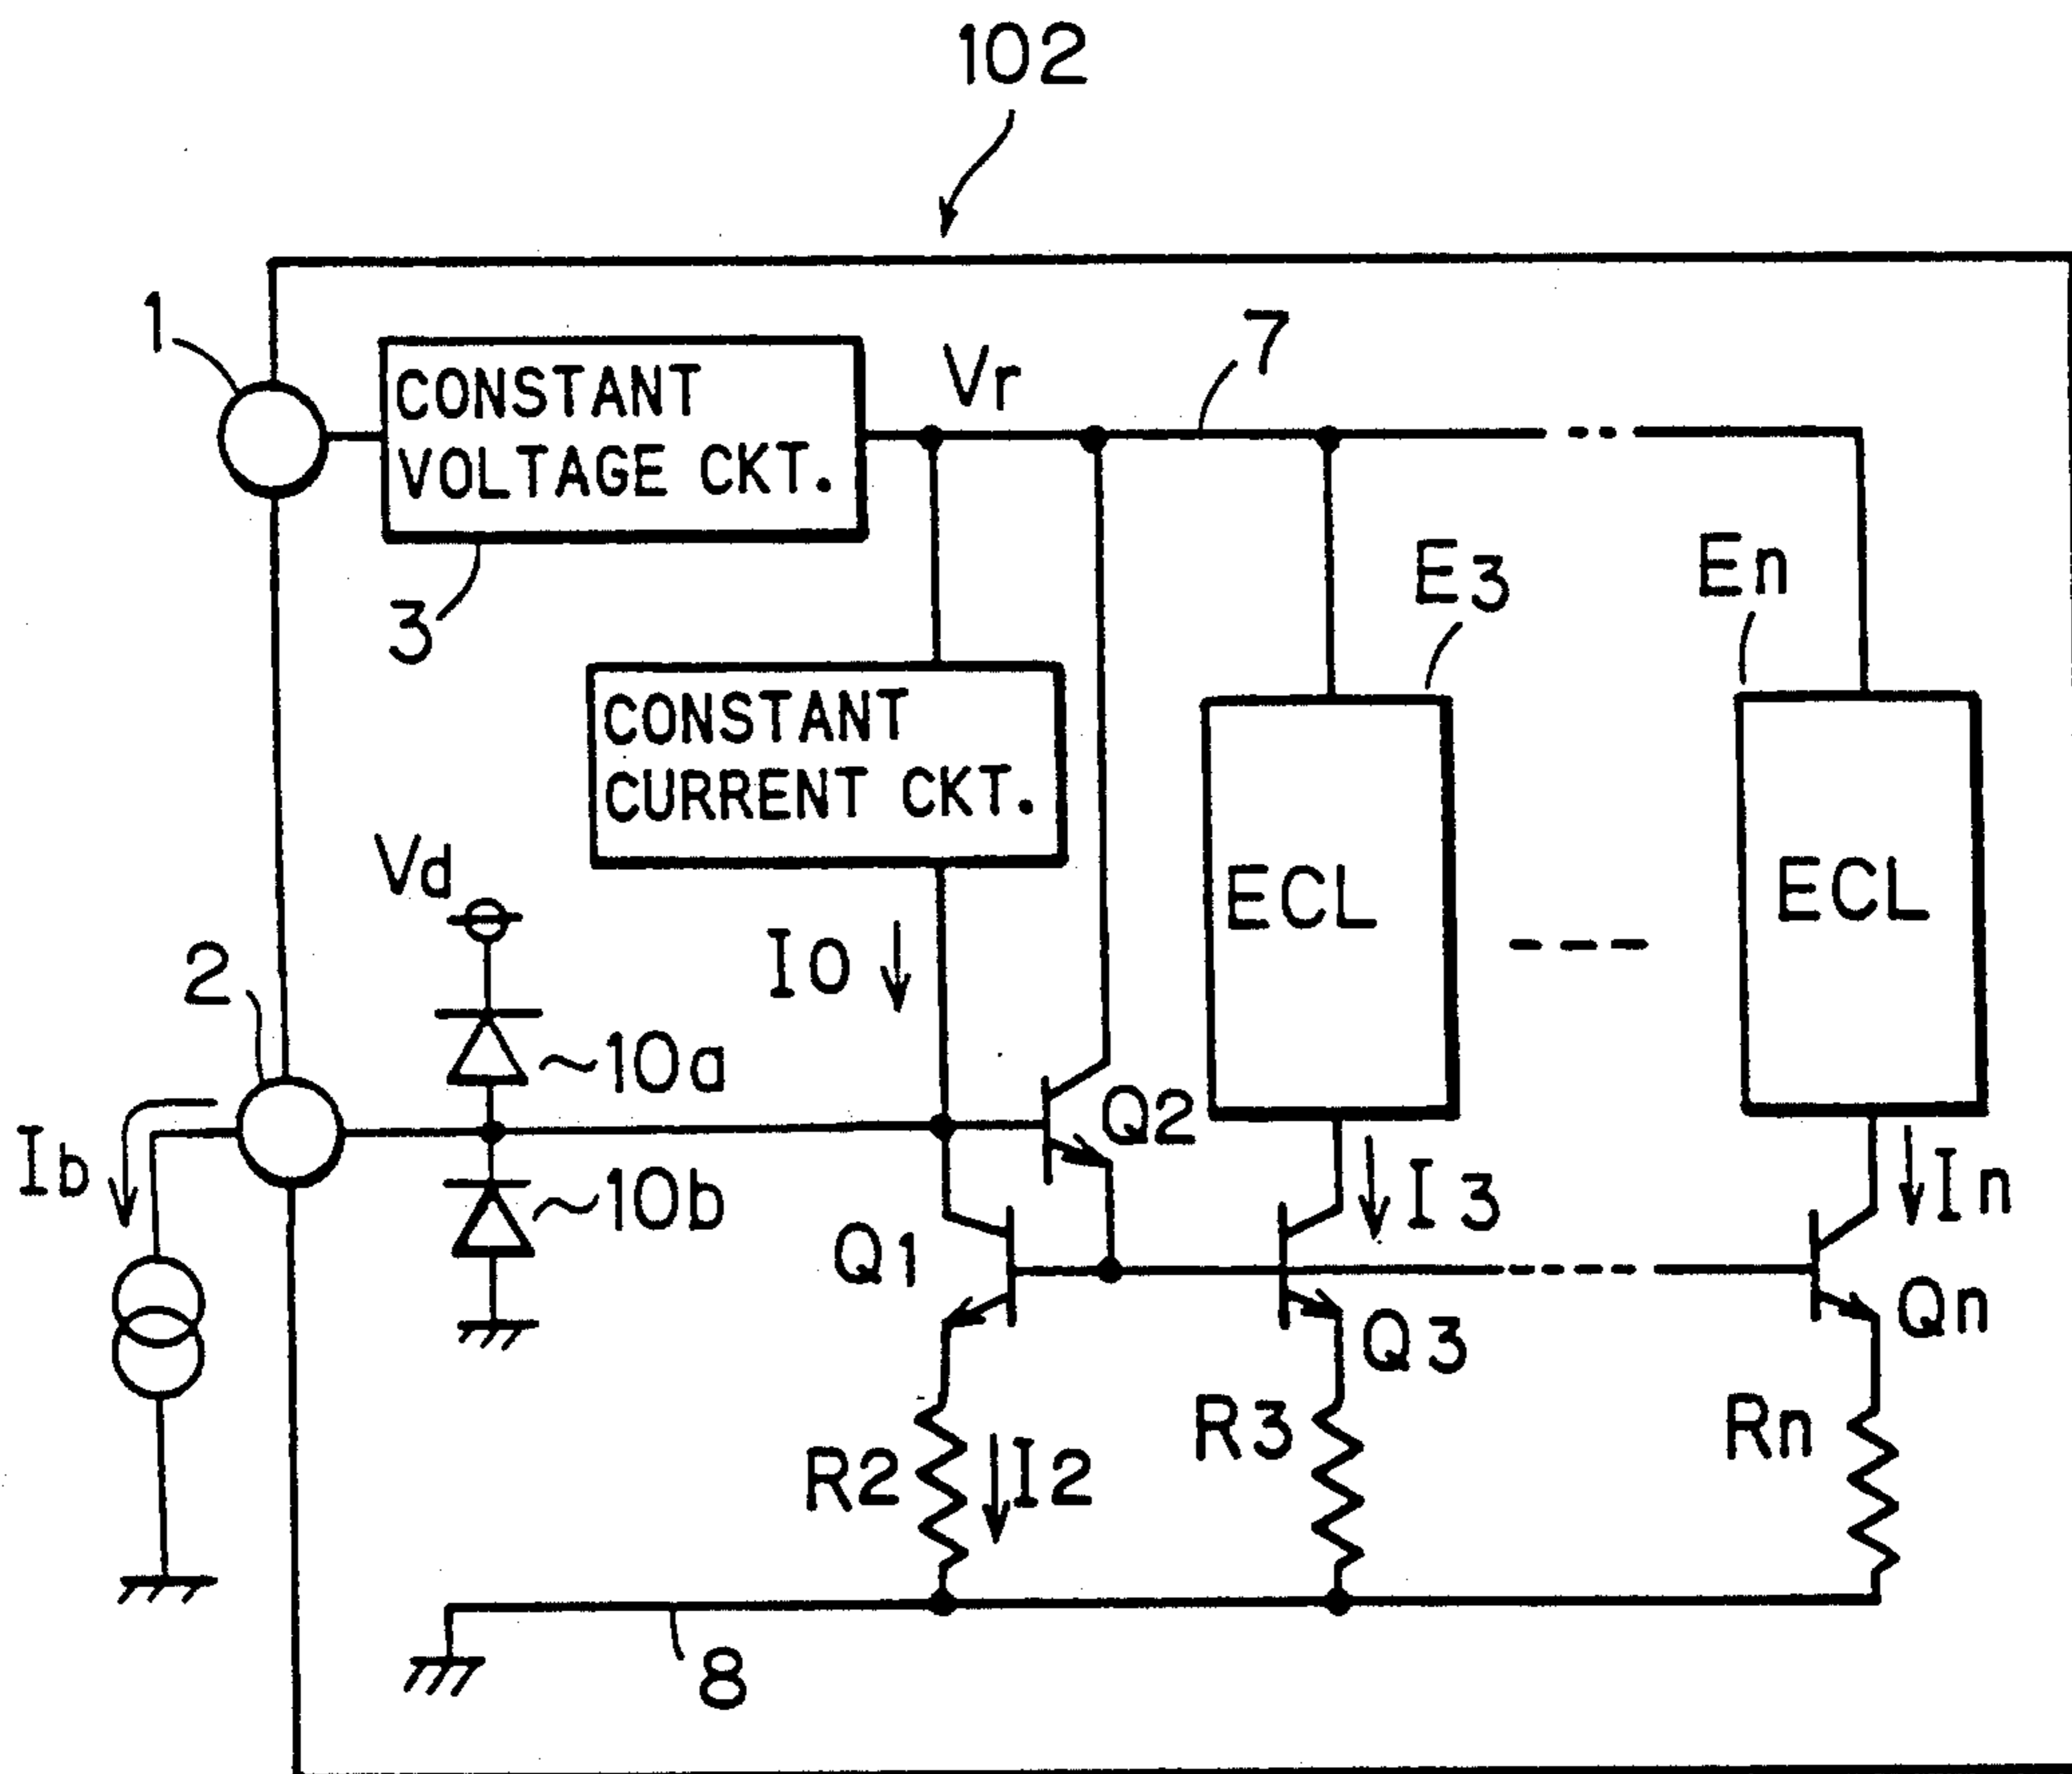 102
1
CONSTANT
VOLTAGE CKT.
Vr
7
3
E3
En
CONSTANT
CURRENT CKT.
Vd
ECL
ECL
2
I0
10a
Q2
Ib
10b
I3
In
Q1
Q3
Qn
R2
I2
R3
Rn
8